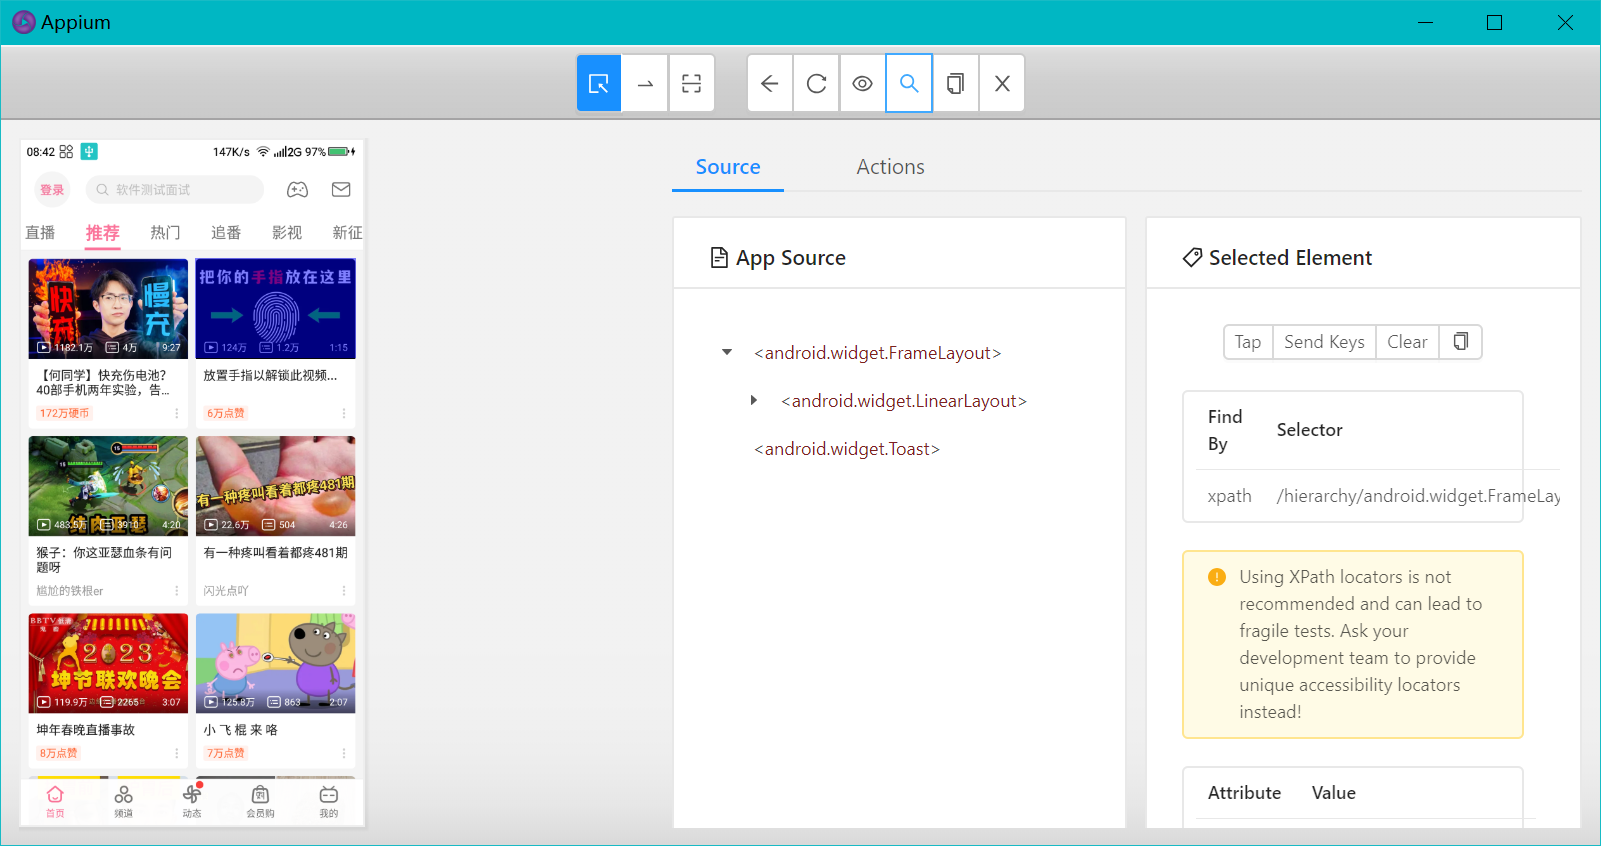 Appium
08:42
147K/s
2G 97%
登录
软件测试面试
直播
推荐
热门
追番
影视
新征
快充
慢充
1182.1万
4万
9:27
【何同学】快充伤电池？
40部手机两年实验，告...
172万硬币
把你的手指放在这里
124万
1.2万
1:15
放置手指以解锁此视频...
6万点赞
15
15
483.5万
3910
4:20
猴子：你这亚瑟血条有问
题呀
尴尬的铁根er
有一种疼叫看着都疼481期
22.6万
504
4:26
有一种疼叫看着都疼481期
闪光点吖
BBTV
2023
坤节联欢晚会
119.9万
2265
3:07
坤年春晚直播事故
8万点赞
125.8万
863
2:07
小 飞 棍 来 咯
7万点赞
首页
频道
动态
会员购
我的
Source
Actions
App Source
<android.widget.FrameLayout>
<android.widget.LinearLayout>
<android.widget.Toast>
Selected Element
Tap
Send Keys
Clear
Find
By
Selector
xpath
/hierarchy/android.widget.FrameLay
Using XPath locators is not
recommended and can lead to
fragile tests. Ask your
development team to provide
unique accessibility locators
instead!
Attribute
Value